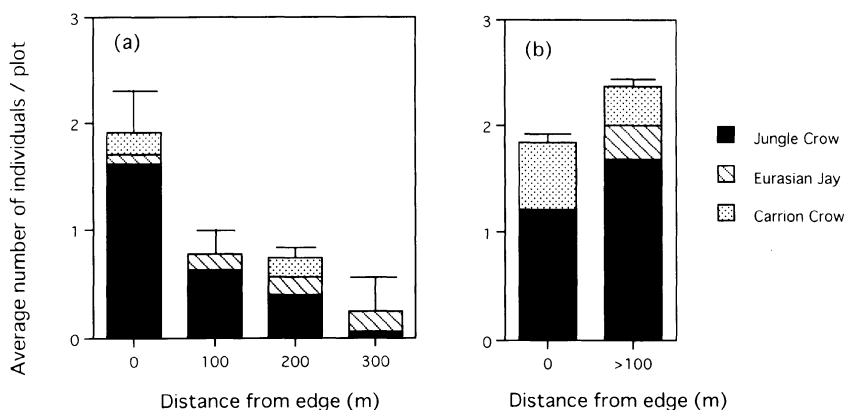 Average number of individuals / plot
(a)
3
2
1
0
0 100 200 300
Distance from edge (m)
(b)
3
2
1
0
0 >100
Distance from edge (m)
Jungle Crow
Eurasian Jay
Carrion Crow